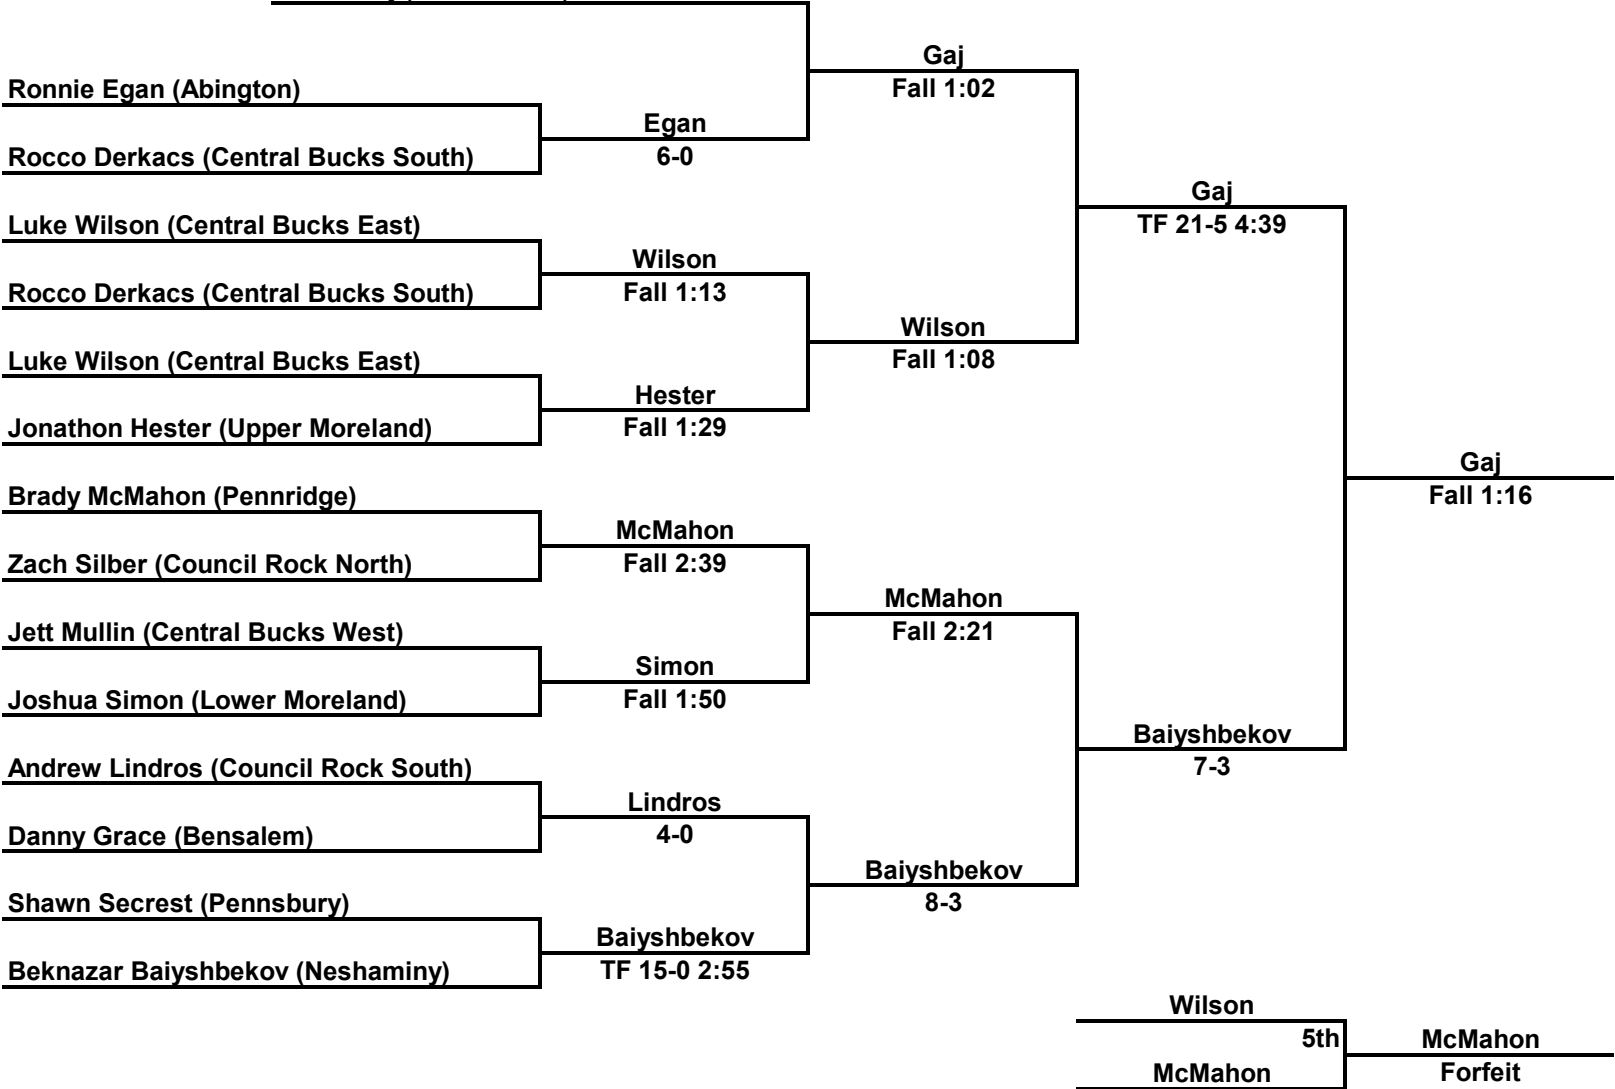 Gaj
Fall 1:02
Ronnie Egan (Abington)
Egan
6-0
Rocco Derkacs (Central Bucks South)
Gaj
TF 21-5 4:39
Luke Wilson (Central Bucks East)
Wilson
Fall 1:13
Rocco Derkacs (Central Bucks South)
Wilson
Fall 1:08
Luke Wilson (Central Bucks East)
Hester
Fall 1:29
Jonathon Hester (Upper Moreland)
Gaj
Fall 1:16
Brady McMahon (Pennridge)
McMahon
Fall 2:39
Zach Silber (Council Rock North)
McMahon
Fall 2:21
Jett Mullin (Central Bucks West)
Simon
Fall 1:50
Joshua Simon (Lower Moreland)
Baiyshbekov
7-3
Andrew Lindros (Council Rock South)
Lindros
4-0
Danny Grace (Bensalem)
Baiyshbekov
8-3
Shawn Secrest (Pennsbury)
Baiyshbekov
TF 15-0 2:55
Beknazar Baiyshbekov (Neshaminy)
Wilson
5th
McMahon
McMahon
Forfeit